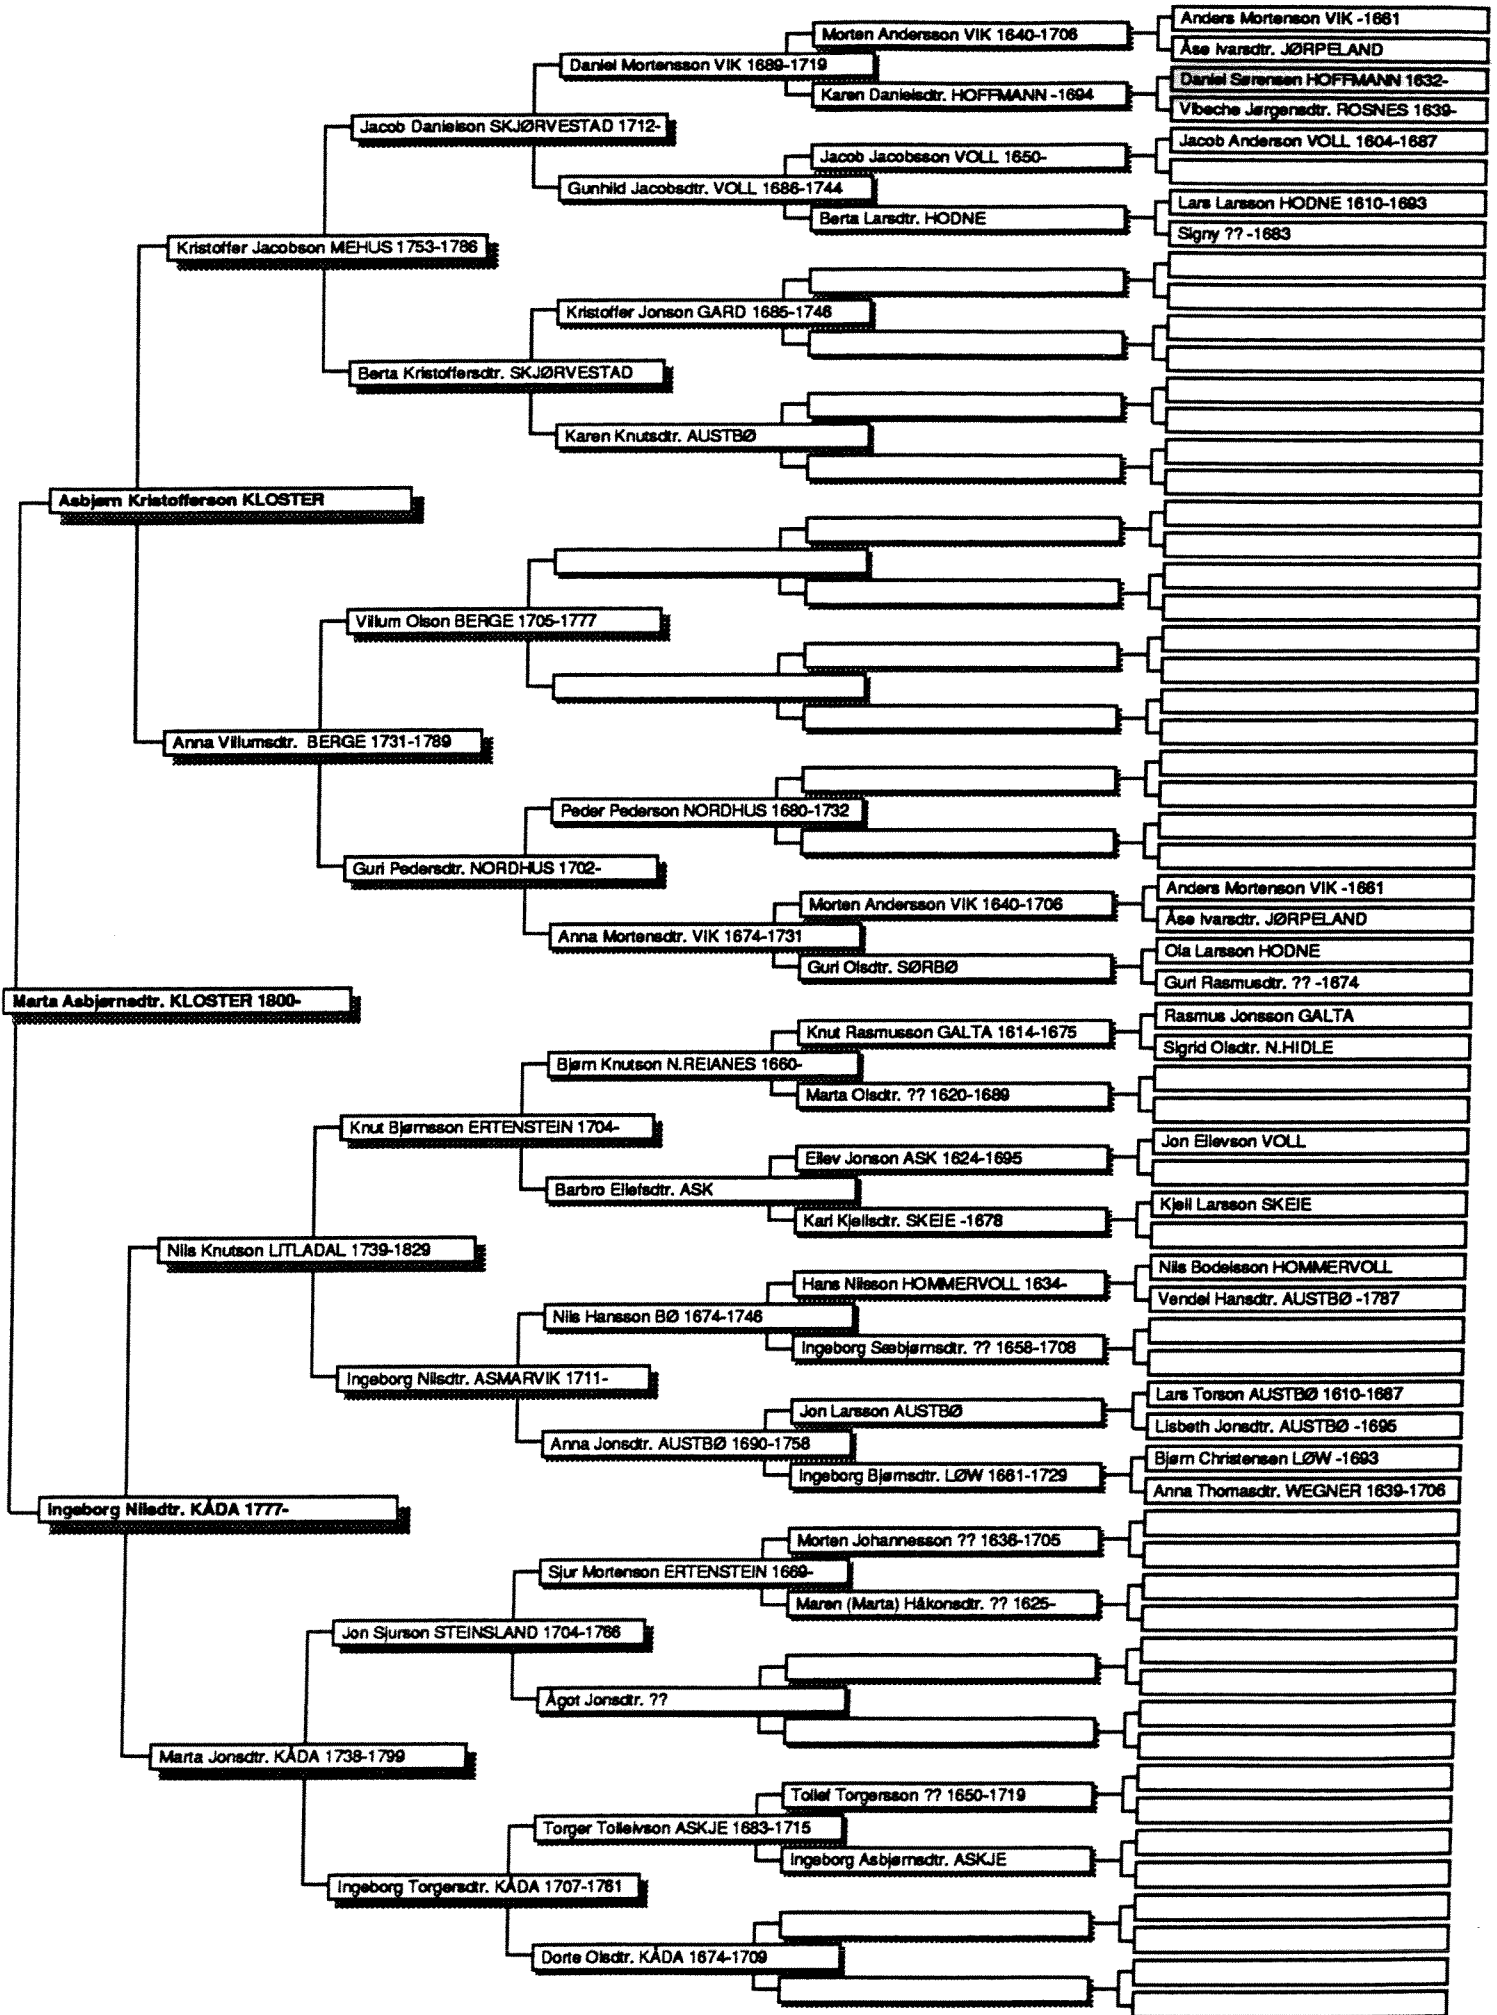 Anders Mortenson VIK -1661
Morten Andersson VIK 1640-1706
Åse Ivarsdtr. JØRPELAND
Daniel Mortensson VIK 1689-1719
Daniel Sørensen HOFFMANN 1632-
Karen Danielsdtr. HOFFMANN -1694
Vibeche Jørgensdtr. ROSNES 1639-
Jacob Danielson SKJØRVESTAD 1712-
Jacob Anderson VOLL 1604-1687
Jacob Jacobsson VOLL 1650-
Gunhild Jacobsdtr. VOLL 1686-1744
Lars Larsson HODNE 1610-1693
Berta Larsdtr. HODNE
Signy ?? -1683
Kristoffer Jacobson MEHUS 1753-1786
Kristoffer Jonson GARD 1685-1746
Berta Kristoffersdtr. SKJØRVESTAD
Karen Knutsdtr. AUSTBØ
Asbjørn Kristofferson KLOSTER
Villum Olson BERGE 1705-1777
Anna Villumsdtr. BERGE 1731-1789
Peder Pederson NORDHUS 1680-1732
Guri Pedersdtr. NORDHUS 1702-
Anders Mortenson VIK -1661
Morten Andersson VIK 1640-1706
Åse Ivarsdtr. JØRPELAND
Anna Mortensdtr. VIK 1674-1731
Ola Larsson HODNE
Guri Olsdtr. SØRBØ
Guri Rasmusdtr. ?? -1674
Marta Asbjørnsdtr. KLOSTER 1800-
Rasmus Jonsson GALTA
Knut Rasmusson GALTA 1614-1675
Sigrid Olsdtr. N.HIDLE
Bjørn Knutson N.REIANES 1660-
Marta Olsdtr. ?? 1620-1689
Knut Bjørnsson ERTENSTEIN 1704-
Jon Ellevson VOLL
Ellev Jonson ASK 1624-1695
Barbro Ellefsdtr. ASK
Kjell Larsson SKEIE
Kari Kjellsdtr. SKEIE -1678
Nils Knutson LITLADAL 1739-1829
Nils Bodelsson HOMMERVOLL
Hans Nilsson HOMMERVOLL 1634-
Vendel Hansdtr. AUSTBØ -1787
Nils Hansson BØ 1674-1746
Ingeborg Sæbjørnsdtr. ?? 1658-1708
Ingeborg Nilsdtr. ASMARVIK 1711-
Lars Torson AUSTBØ 1610-1687
Jon Larsson AUSTBØ
Lisbeth Jonsdtr. AUSTBØ -1695
Anna Jonsdtr. AUSTBØ 1690-1758
Bjørn Christensen LØW -1693
Ingeborg Bjørnsdtr. LØW 1661-1729
Anna Thomasdtr. WEGNER 1639-1706
Ingeborg Nilsdtr. KÅDA 1777-
Morten Johannesson ?? 1636-1705
Sjur Mortenson ERTENSTEIN 1669-
Maren (Marta) Håkonsdtr. ?? 1625-
Jon Sjurson STEINSLAND 1704-1766
Ågot Jonsdtr. ??
Marta Jonsdtr. KÅDA 1738-1799
Tollef Torgersson ?? 1650-1719
Torger Tolleivson ASKJE 1683-1715
Ingeborg Asbjørnsdtr. ASKJE
Ingeborg Torgersdtr. KÅDA 1707-1761
Dorte Olsdtr. KÅDA 1674-1709